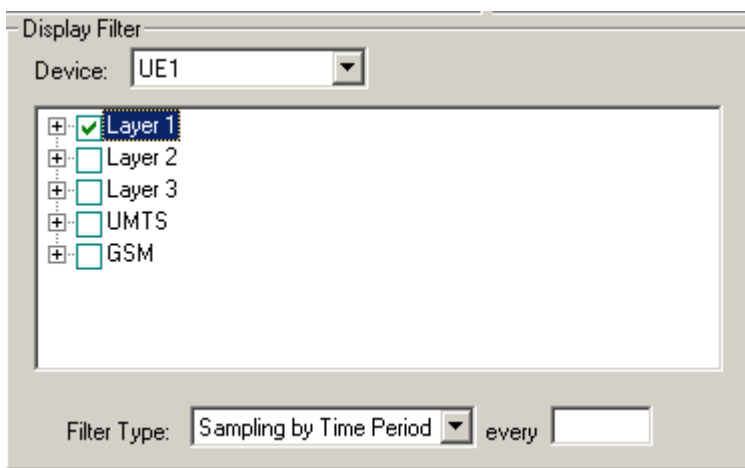 Display Filter
Device: UE1
Layer 1
Layer 2
Layer 3
UMTS
GSM
Filter Type: Sampling by Time Period every